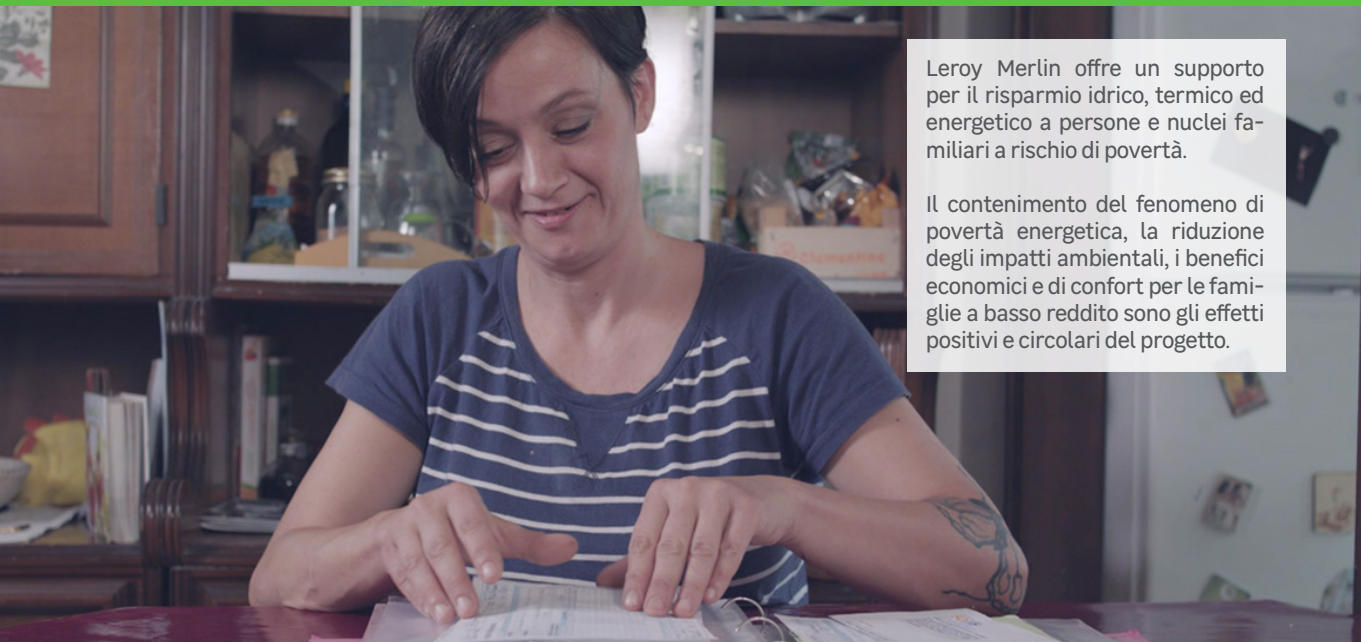 Leroy Merlin offre un supporto
per il risparmio idrico, termico ed
energetico a persone e nuclei fa-
miliari a rischio di povertà.
Il contenimento del fenomeno di
povertà energetica, la riduzione
degli impatti ambientali, i benefici
economici e di confort per le fami-
glie a basso reddito sono gli effetti
positivi e circolari del progetto.
Clementine